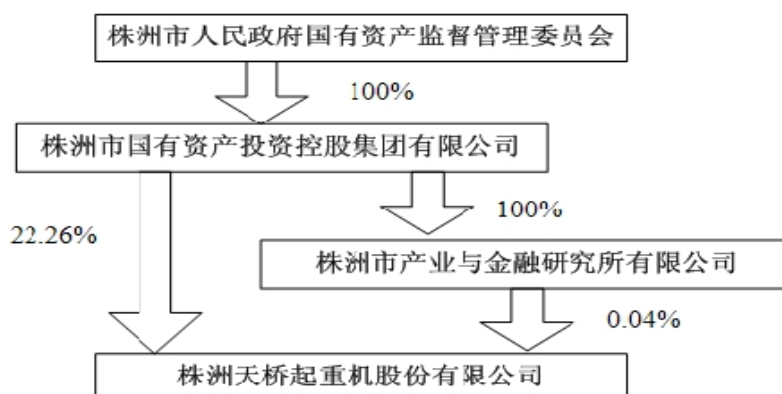 株洲市人民政府国有资产监督管理委员会
100%
株洲市国有资产投资控股集团有限公司
22.26%
100%
株洲市产业与金融研究所有限公司
0.04%
株洲天桥起重机股份有限公司